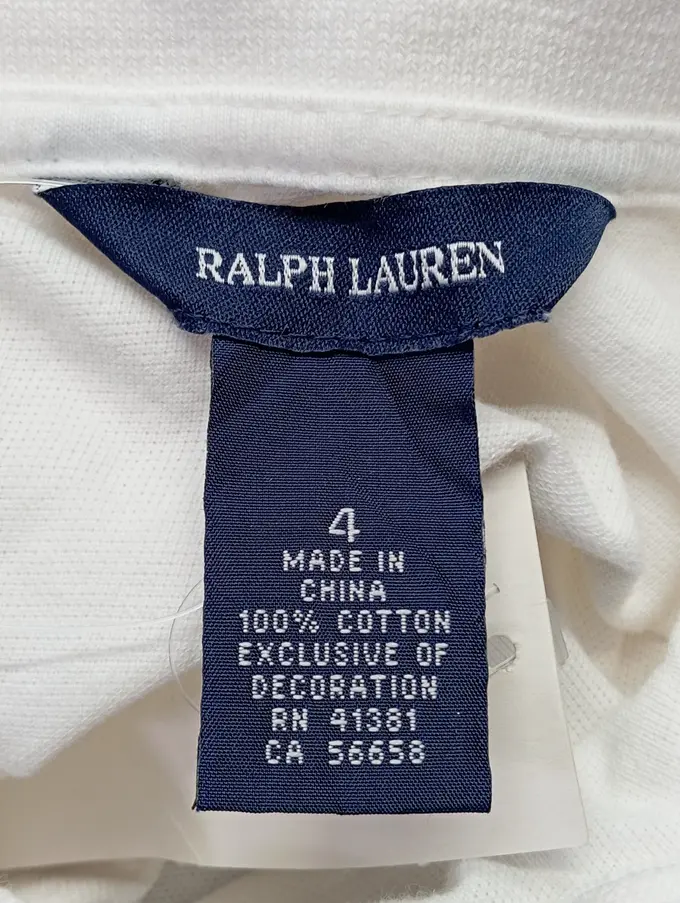 RALPH LAUREN
4
MADE IN
CHINA
100% COTTON
EXCLUSIVE OF
DECORATION
RN 41381
CA 56658